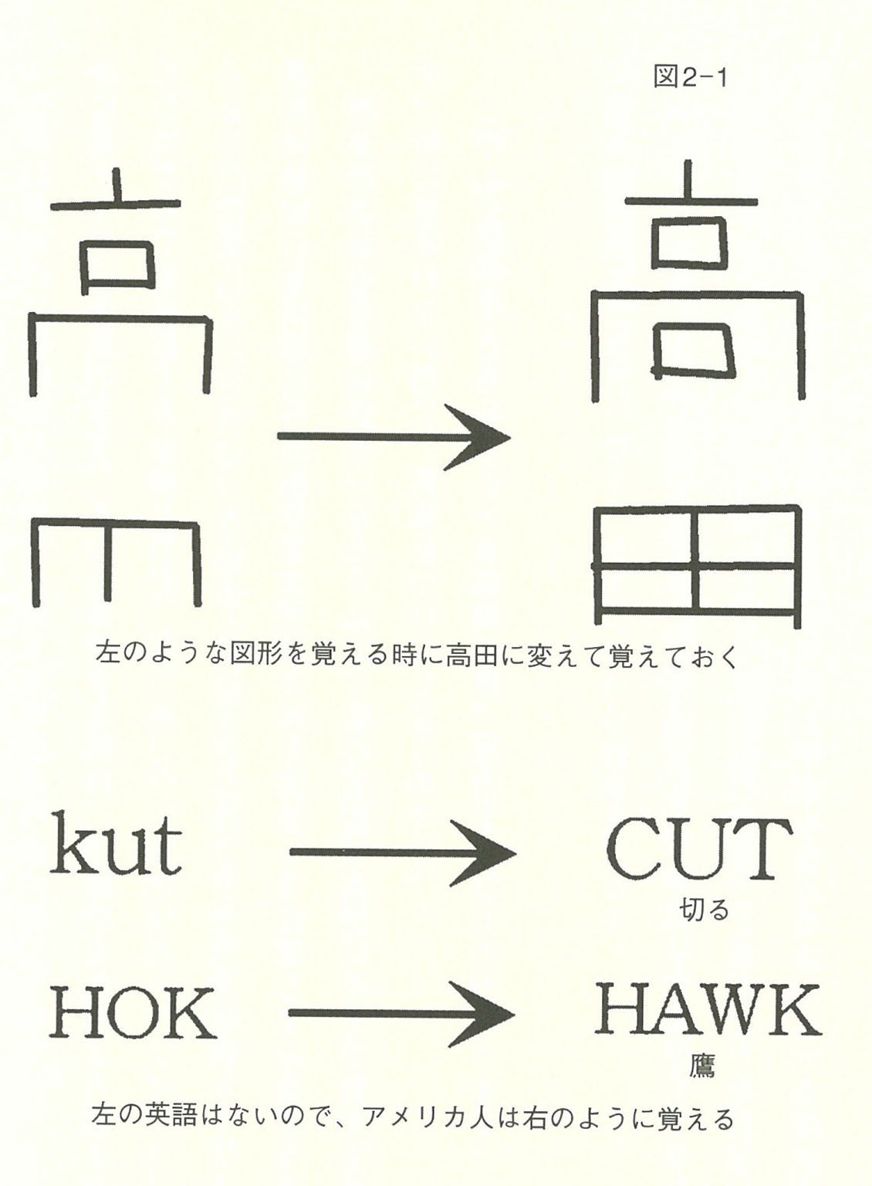 図2-1
高
田
左のような図形を覚える時に高田に変えて覚えておく
kut CUT
切る
HOK HAWK
鷹
左の英語はないので、アメリカ人は右のように覚える